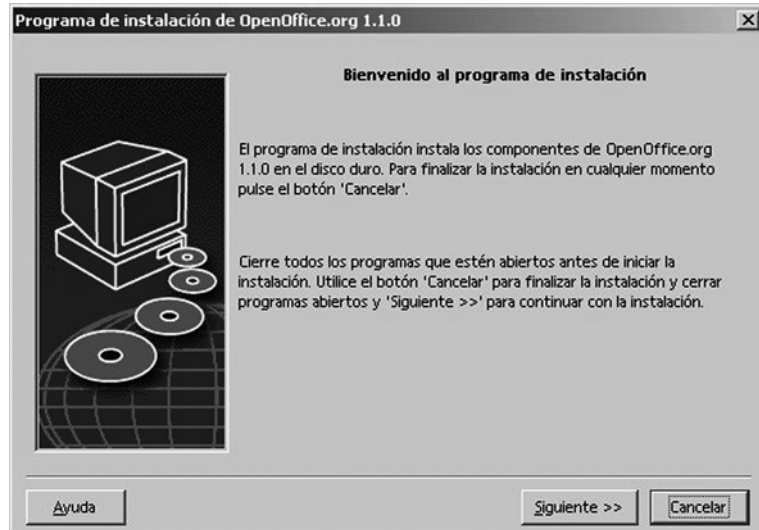 Programa de instalación de OpenOffice.org 1.1.0
Bienvenido al programa de instalación
El programa de instalación instala los componentes de OpenOffice.org
1.1.0 en el disco duro. Para finalizar la instalación en cualquier momento
pulse el botón 'Cancelar'.
Cierre todos los programas que estén abiertos antes de iniciar la
instalación. Utilice el botón 'Cancelar' para finalizar la instalación y cerrar
programas abiertos y 'Siguiente >>' para continuar con la instalación.
Ayuda
Siguiente >>
Cancelar